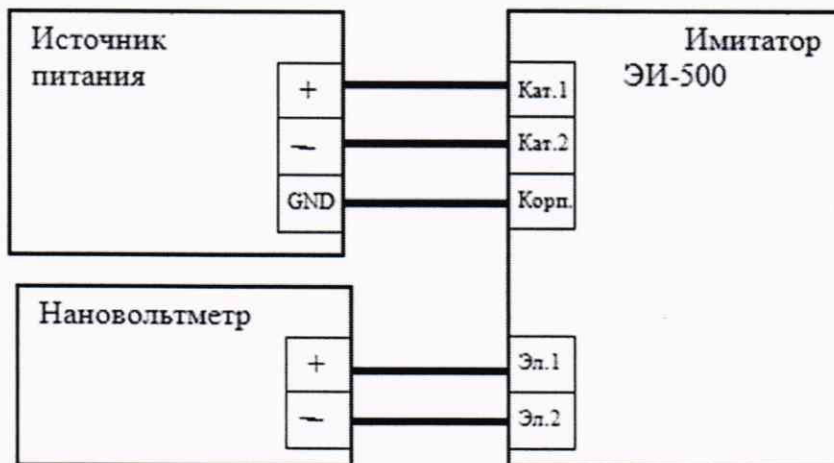 Источник
питания
+
−
GND
Имитатор
ЭИ-500
Кат.1
Кат.2
Корп.
Нановольтметр
+
−
Эл.1
Эл.2